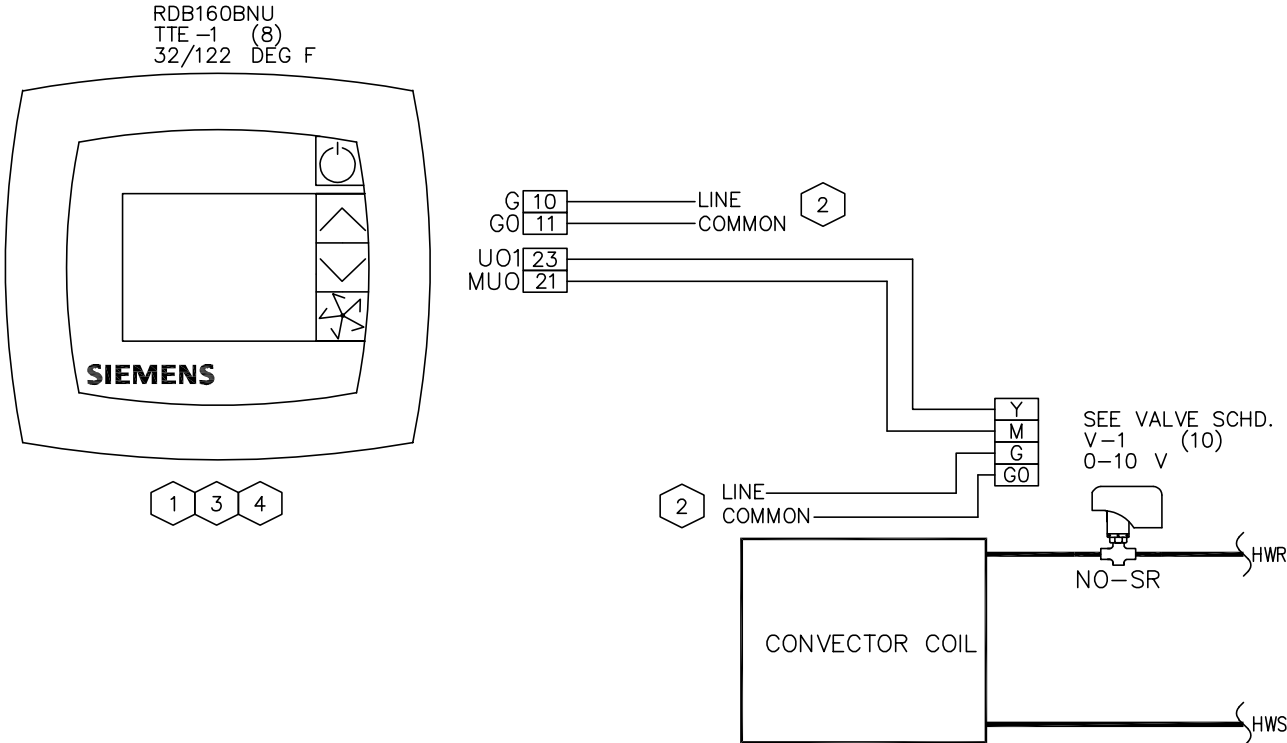 RDB160BNU
TTE-1 (8)
32/122 DEG F
SIEMENS
1 3 4
G 10 LINE
G0 11 COMMON
2
UO1 23
MUO 21
Y
M
G
G0
SEE VALVE SCHD.
V-1 (10)
0-10 V
2
LINE
COMMON
NO-SR
HWR
CONVECTOR COIL
HWS